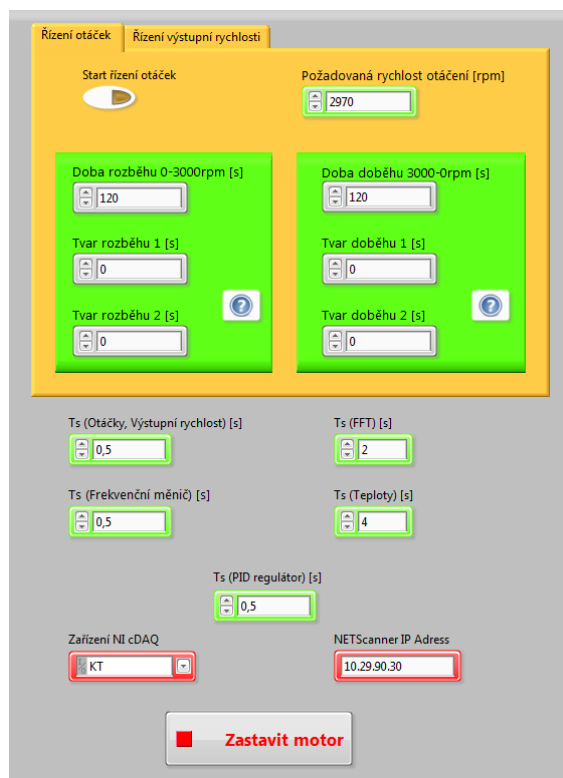 Řízení otáček
Řízení výstupní rychlosti
Start řízení otáček
Požadovaná rychlost otáčení [rpm]
2970
Doba rozběhu 0-3000rpm [s]
120
Tvar rozběhu 1 [s]
0
Tvar rozběhu 2 [s]
0
?
Doba doběhu 3000-0rpm [s]
120
Tvar doběhu 1 [s]
0
Tvar doběhu 2 [s]
0
?
Ts (Otáčky, Výstupní rychlost) [s]
0,5
Ts (FFT) [s]
2
Ts (Frekvenční měnič) [s]
0,5
Ts (Teploty) [s]
4
Ts (PID regulátor) [s]
0,5
Zařízení NI cDAQ
KT
NETScanner IP Adress
10.29.90.30
Zastavit motor